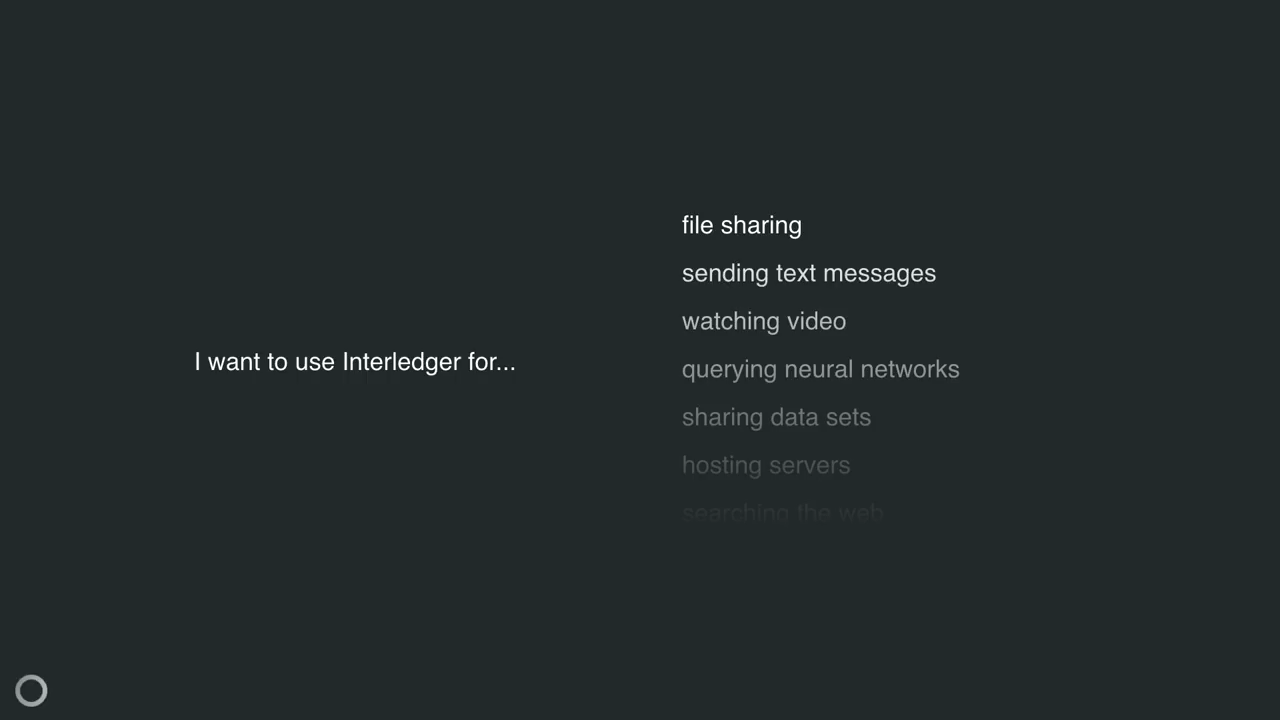 I want to use Interledger for...
file sharing
sending text messages
watching video
querying neural networks
sharing data sets
hosting servers
searching the web